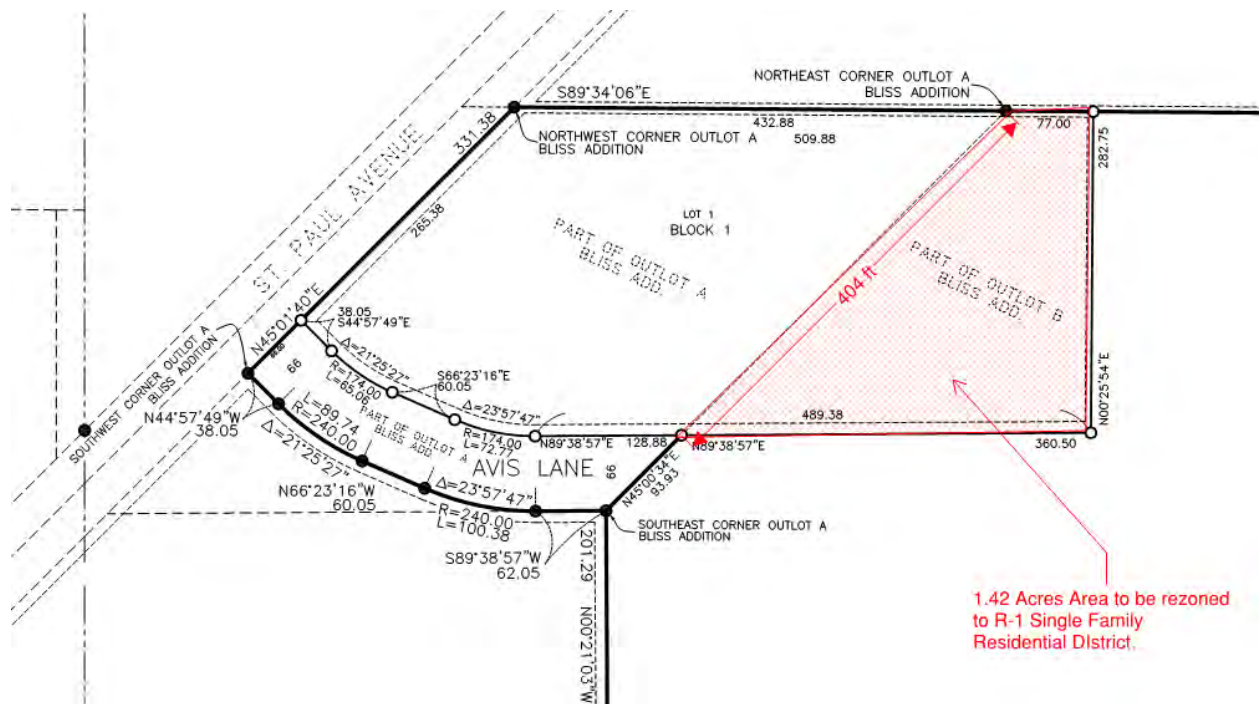 NORTHEAST CORNER OUTLOT A
BLISS ADDITION
S89°34'06"E
432.88
509.88
77.00
NORTHWEST CORNER OUTLOT A
BLISS ADDITION
331.38
265.38
282.75
ST. PAUL AVENUE
LOT 1
BLOCK 1
PART OF OUTLOT A
BLISS ADD.
PART OF OUTLOT B
BLISS ADD.
404 ft
N45°01'40"E
38.05
S44°57'49"E
66.00
66
SOUTHWEST CORNER OUTLOT A
BLISS ADDITION
Δ=21°25'27"
R=174.00
L=65.06
S66°23'16"E
60.05
Δ=23°57'47"
R=174.00
L=72.77
N89°38'57"E
128.88
N89°38'57"E
489.38
360.50
N00°25'54"E
N44°57'49"W
38.05
L=89.74
R=240.00
Δ=21°25'27"
PART OF OUTLOT A
BLISS ADD.
AVIS LANE
66
N45°00'34"E
93.93
N66°23'16"W
60.05
Δ=23°57'47"
R=240.00
L=100.38
SOUTHEAST CORNER OUTLOT A
BLISS ADDITION
S89°38'57"W
62.05
201.29
N00°21'03"W
1.42 Acres Area to be rezoned
to R-1 Single Family
Residential DIstrict.